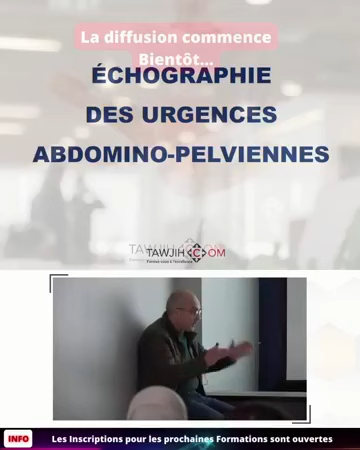 La diffusion commence
Bientôt...
ÉCHOGRAPHIE
DES URGENCES
ABDOMINO-PELVIENNES
TAWJIH COM
INFO
Les Inscriptions pour les prochaines Formations sont ouvertes